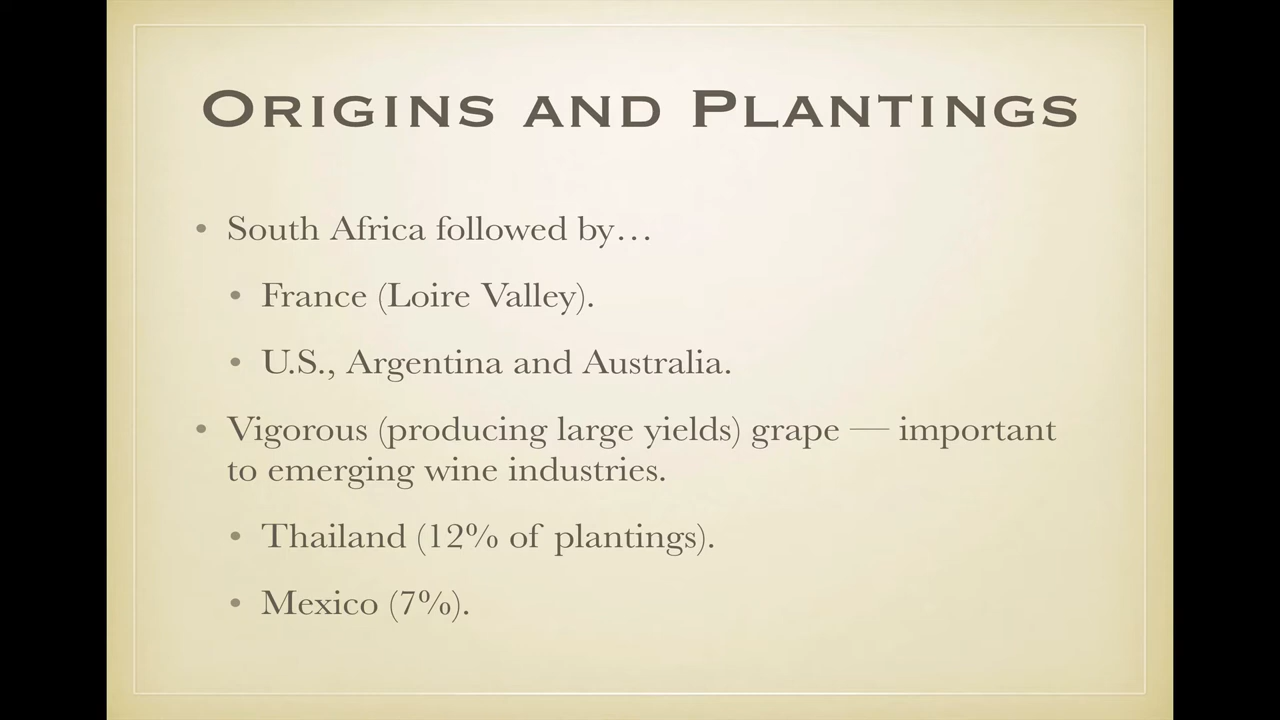 Origins and Plantings
• South Africa followed by…
• France (Loire Valley).
• U.S., Argentina and Australia.
• Vigorous (producing large yields) grape — important
to emerging wine industries.
• Thailand (12% of plantings).
• Mexico (7%).